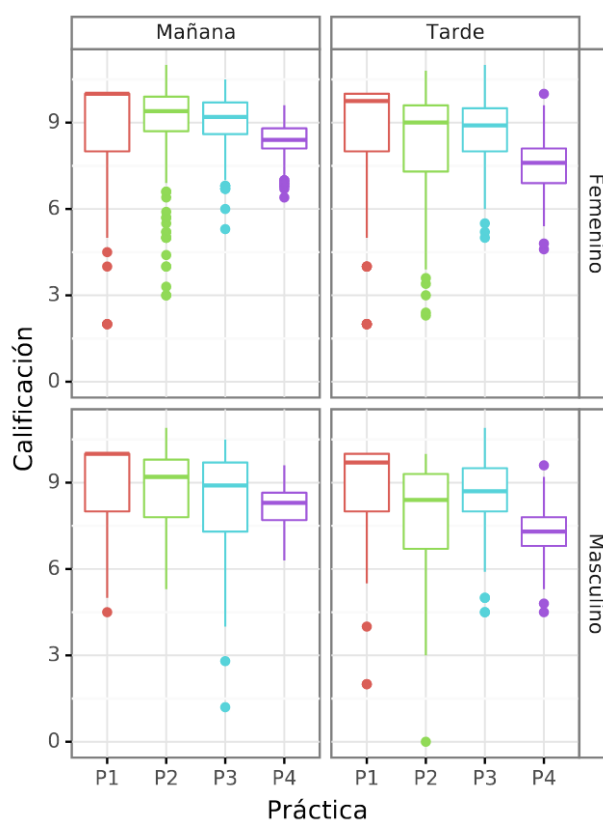 Mañana
Tarde
Calificación
9
6
3
0
Femenino
9
6
3
0
Masculino
P1 P2 P3 P4
P1 P2 P3 P4
Práctica